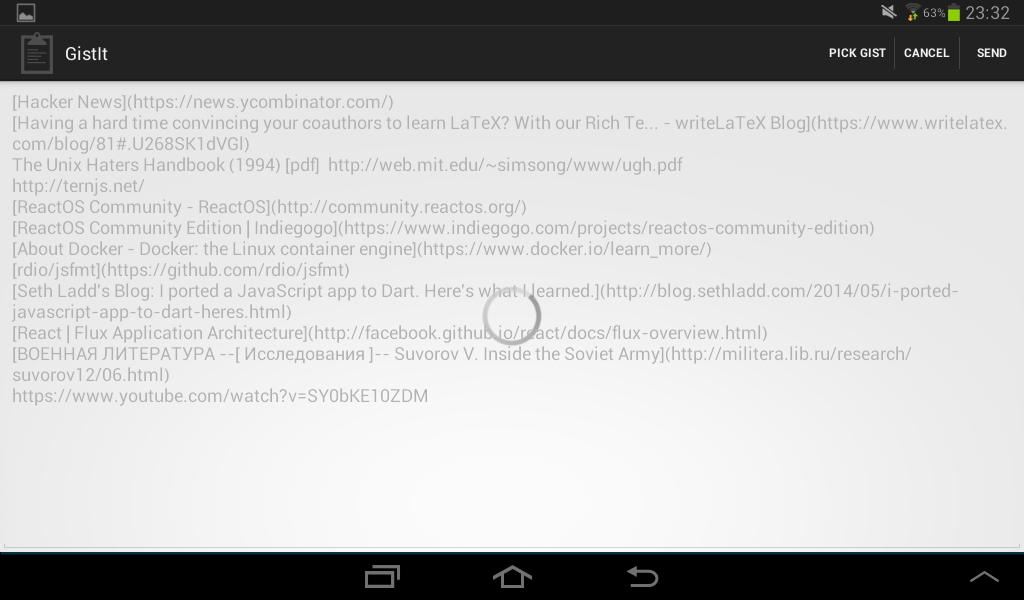 63% 23:32
GistIt PICK GIST CANCEL SEND
[Hacker News](https://news.ycombinator.com/)
[Having a hard time convincing your coauthors to learn LaTeX? With our Rich Te... - writeLaTeX Blog](https://www.writelatex.
com/blog/81#.U268SK1dVGl)
The Unix Haters Handbook (1994) [pdf]  http://web.mit.edu/~simsong/www/ugh.pdf
http://ternjs.net/
[ReactOS Community - ReactOS](http://community.reactos.org/)
[ReactOS Community Edition | Indiegogo](https://www.indiegogo.com/projects/reactos-community-edition)
[About Docker - Docker: the Linux container engine](https://www.docker.io/learn_more/)
[rdio/jsfmt](https://github.com/rdio/jsfmt)
[Seth Ladd's Blog: I ported a JavaScript app to Dart. Here's what I learned.](http://blog.sethladd.com/2014/05/i-ported-
javascript-app-to-dart-heres.html)
[React | Flux Application Architecture](http://facebook.github.io/react/docs/flux-overview.html)
[ВОЕННАЯ ЛИТЕРАТУРА --[ Исследования ]-- Suvorov V. Inside the Soviet Army](http://militera.lib.ru/research/
suvorov12/06.html)
https://www.youtube.com/watch?v=SY0bKE10ZDM